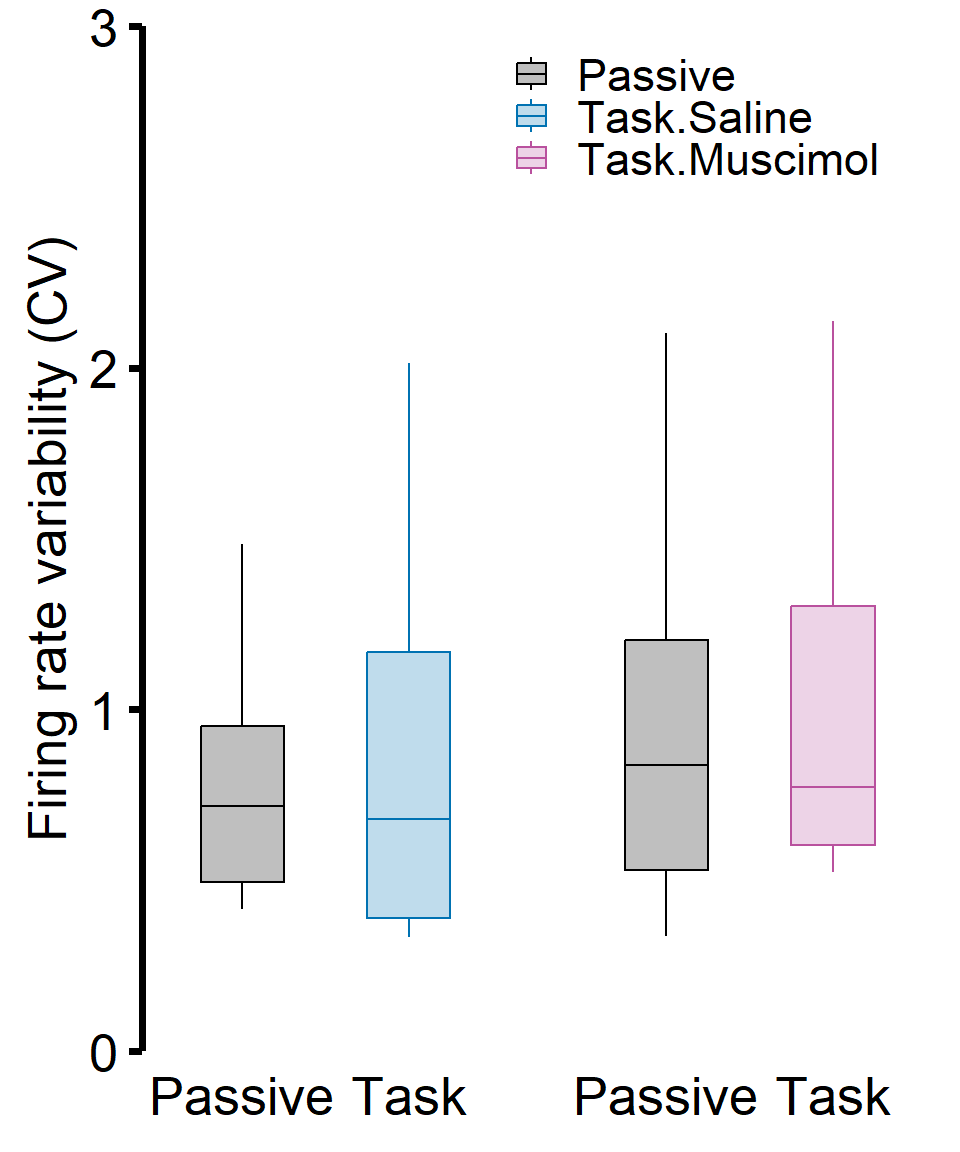 3
Passive
Task.Saline
Task.Muscimol
Firing rate variability (CV)
2
1
0
Passive Task Passive Task